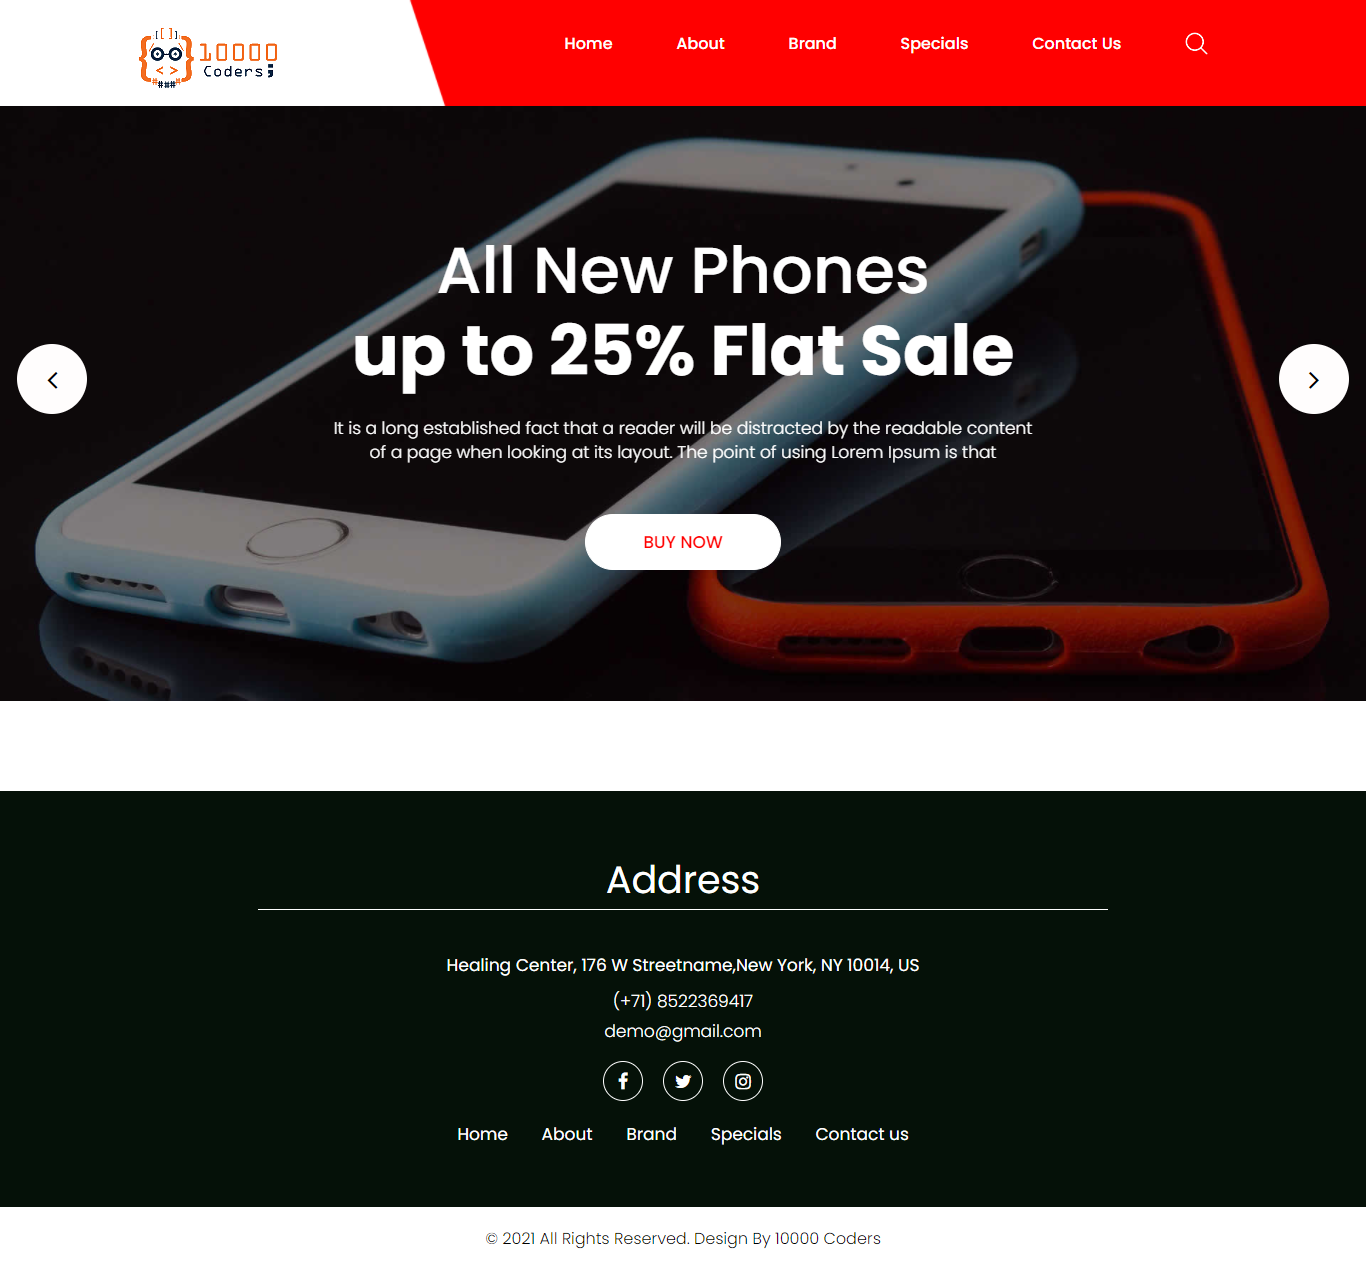 10000
Coders;
Home About Brand Specials Contact Us
All New Phones
up to 25% Flat Sale
It is a long established fact that a reader will be distracted by the readable content
of a page when looking at its layout. The point of using Lorem Ipsum is that
BUY NOW
Address
Healing Center, 176 W Streetname,New York, NY 10014, US
(+71) 8522369417
demo@gmail.com
Home About Brand Specials Contact us
© 2021 All Rights Reserved. Design By 10000 Coders